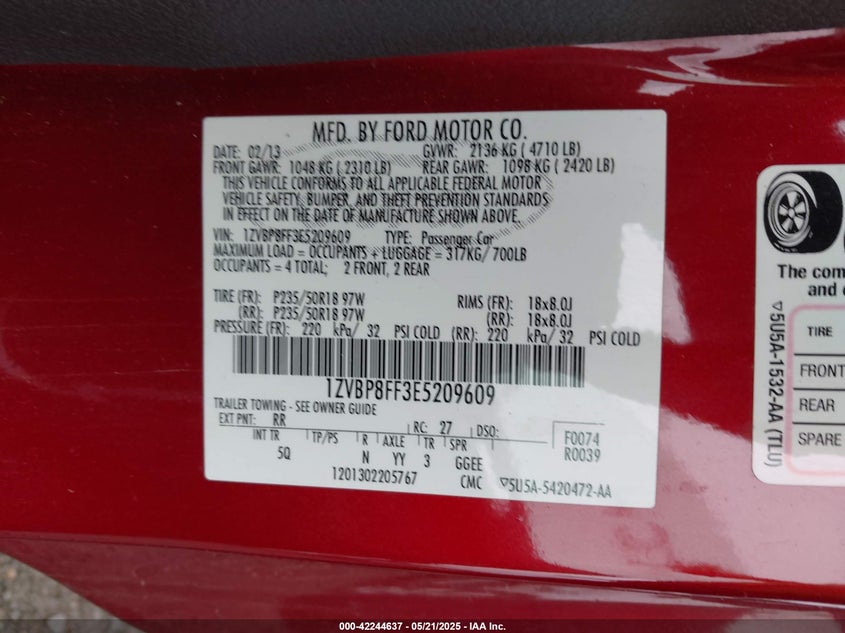 MFD. BY FORD MOTOR CO.
DATE: 02/13 GVWR: 2136 KG ( 4710 LB)
FRONT GAWR: 1048 KG ( 2310 LB) REAR GAWR: 1098 KG ( 2420 LB)
THIS VEHICLE CONFORMS TO ALL APPLICABLE FEDERAL MOTOR
VEHICLE SAFETY, BUMPER, AND THEFT PREVENTION STANDARDS
IN EFFECT ON THE DATE OF MANUFACTURE SHOWN ABOVE.
VIN: 1ZVBP8FF3E5209609 TYPE: Passenger Car
MAXIMUM LOAD = OCCUPANTS + LUGGAGE = 317KG/ 700LB
OCCUPANTS = 4 TOTAL; 2 FRONT, 2 REAR
TIRE (FR): P235/50R18 97W RIMS (FR): 18x8.0J
(RR): P235/50R18 97W (RR): 18x8.0J
PRESSURE (FR): 220 kPa/ 32 PSI COLD (RR): 220 kPa/ 32 PSI COLD
1ZVBP8FF3E5209609
TRAILER TOWING - SEE OWNER GUIDE
EXT PNT: RR RC: 27 DSO: F0074
INT TR TP/PS R AXLE TR SPR R0039
5Q N YY 3 GGEE
1201302205767 CMC ▽5U5A-5420472-AA
The com
and
TIRE
FRONT
REAR
SPARE
▽5U5A-1532-AA (TLU)
000-42244637 - 05/21/2025 - IAA Inc.